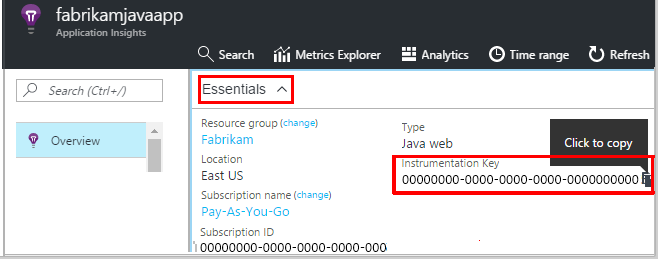 fabrikamjavaapp
Application Insights
Search Metrics Explorer Analytics Time range Refresh
Search (Ctrl+/)
Overview
Essentials
Resource group (change)
Fabrikam
Location
East US
Subscription name (change)
Pay-As-You-Go
Subscription ID
00000000-0000-0000-0000-000
Type
Java web
Click to copy
Instrumentation Key
00000000-0000-0000-0000-0000000000